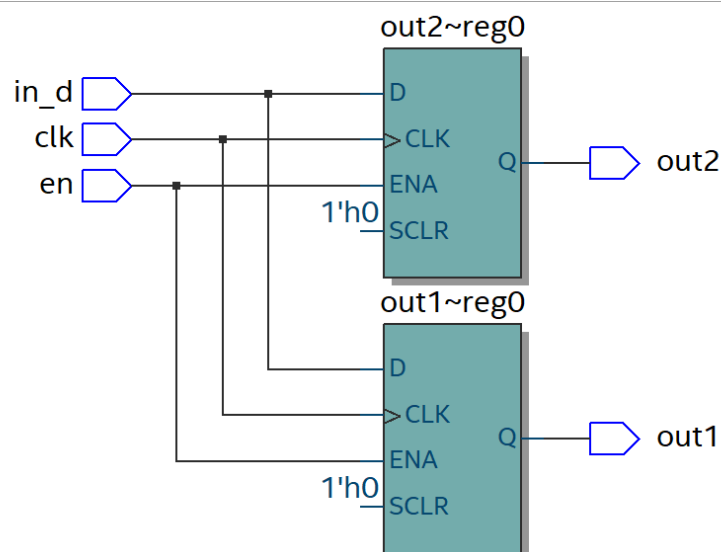 out2~reg0
in_d
D
clk
CLK
Q
out2
en
ENA
1'h0
SCLR
out1~reg0
D
CLK
Q
out1
ENA
1'h0
SCLR